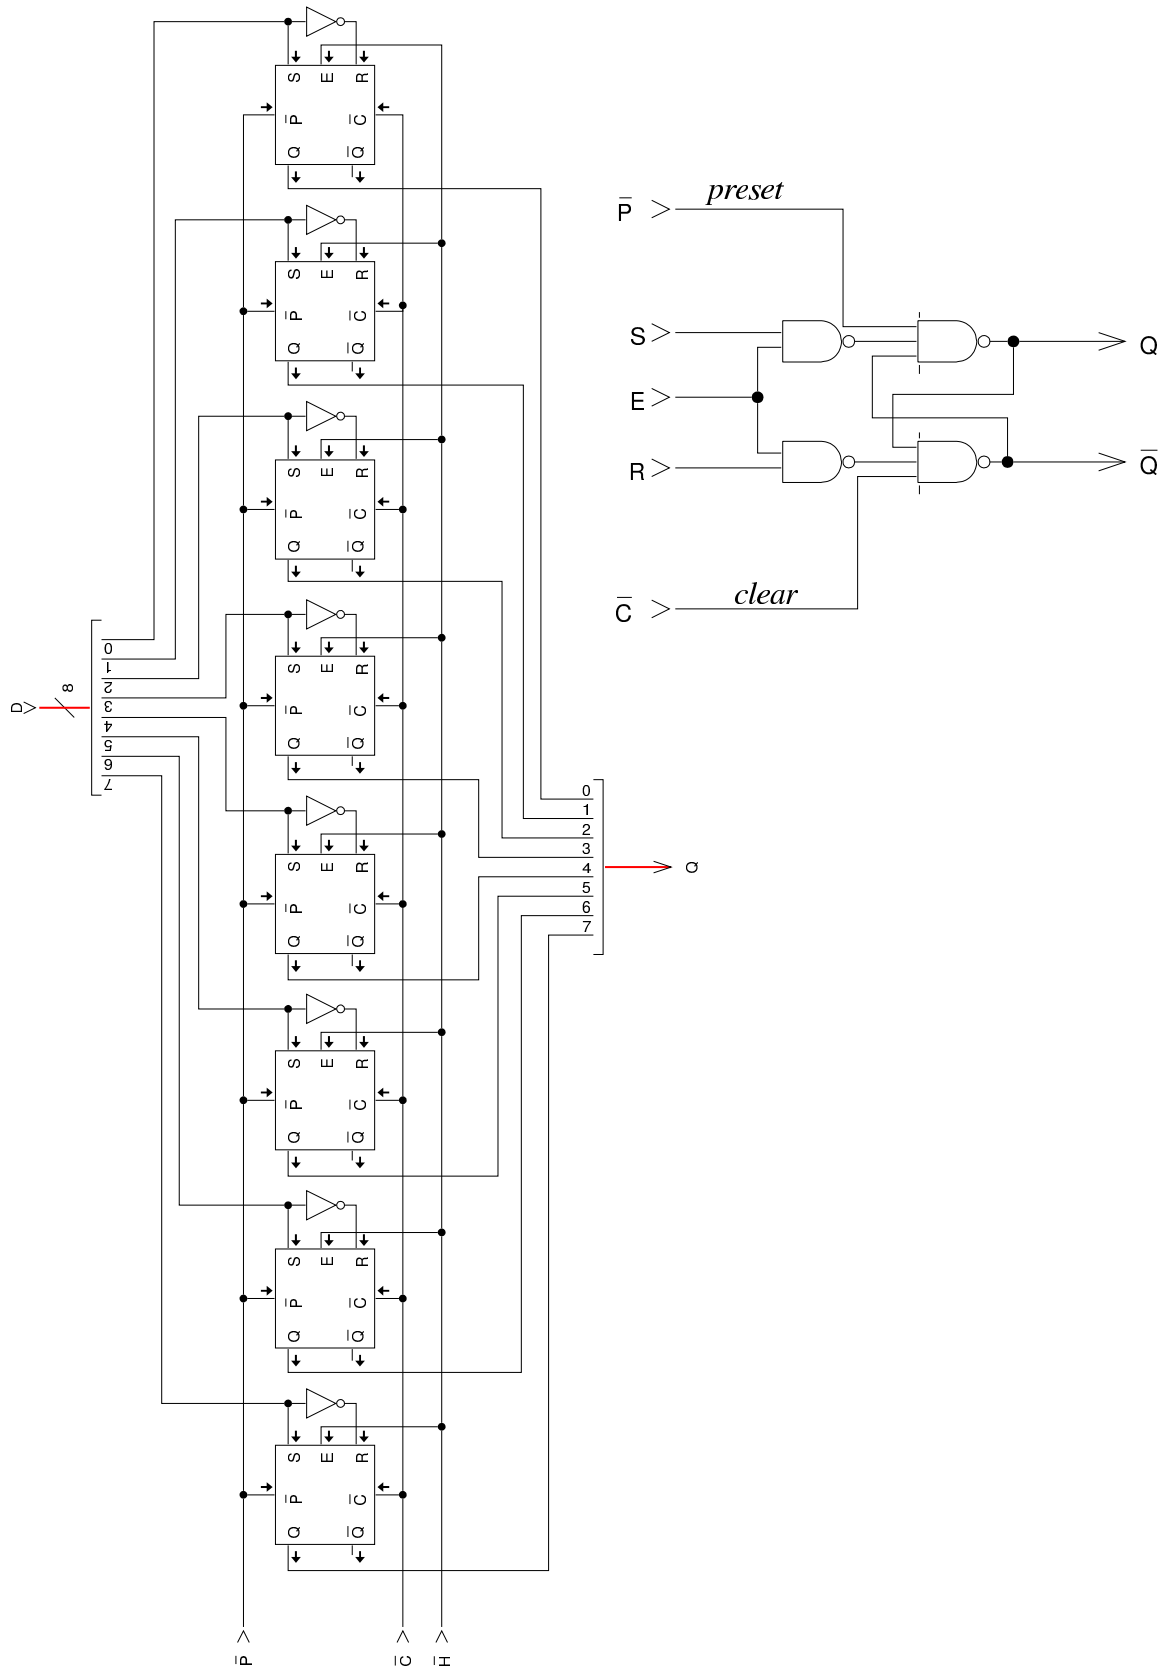 S E R
P̅ C̅
Q Q̅
S E R
P̅ C̅
Q Q̅
S E R
P̅ C̅
Q Q̅
S E R
P̅ C̅
Q Q̅
S E R
P̅ C̅
Q Q̅
S E R
P̅ C̅
Q Q̅
S E R
P̅ C̅
Q Q̅
S E R
P̅ C̅
Q Q̅
P̅ C̅ H̅
D
8
0
1
2
3
4
5
6
7
0
1
2
3
4
5
6
7
Q
P̅ preset
S
E
R
C̅ clear
Q
Q̅